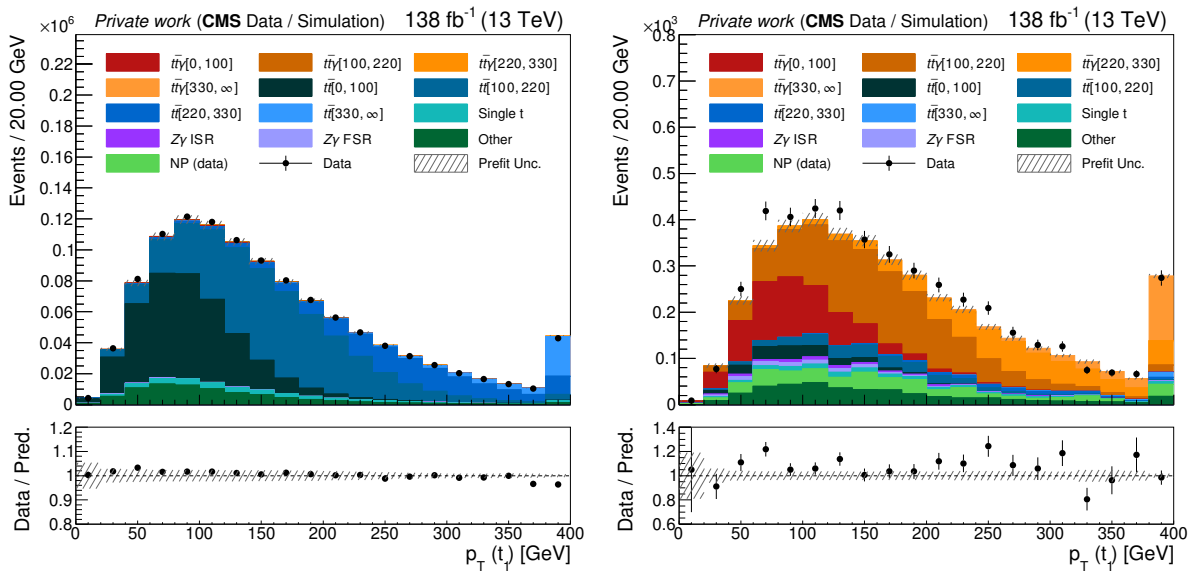 Private work (CMS Data / Simulation) 138 fb⁻¹ (13 TeV)
×10⁶
Events / 20.00 GeV
0.22
0.2
0.18
0.16
0.14
0.12
0.1
0.08
0.06
0.04
0.02
0
tt̄γ[0, 100] tt̄γ[100, 220] tt̄γ[220, 330]
tt̄γ[330, ∞] tt̄[0, 100] tt̄[100, 220]
tt̄[220, 330] tt̄[330, ∞] Single t
Zγ ISR Zγ FSR Other
NP (data) Data Prefit Unc.
Data / Pred.
1.2
1.1
1
0.9
0.8
0 50 100 150 200 250 300 350 400
p_T (t_1) [GeV]
Private work (CMS Data / Simulation) 138 fb⁻¹ (13 TeV)
×10³
Events / 20.00 GeV
0.8
0.7
0.6
0.5
0.4
0.3
0.2
0.1
0
tt̄γ[0, 100] tt̄γ[100, 220] tt̄γ[220, 330]
tt̄γ[330, ∞] tt̄[0, 100] tt̄[100, 220]
tt̄[220, 330] tt̄[330, ∞] Single t
Zγ ISR Zγ FSR Other
NP (data) Data Prefit Unc.
Data / Pred.
1.4
1.2
1
0.8
0.6
0 50 100 150 200 250 300 350 400
p_T (t_1) [GeV]